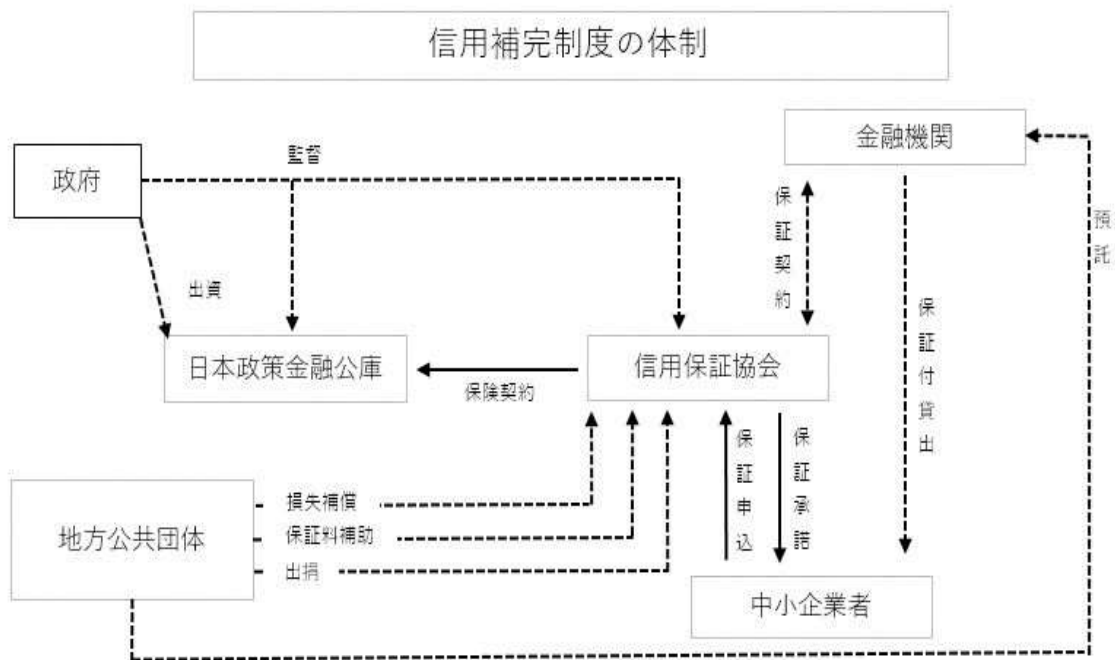 信用補完制度の体制
金融機関
政府
監督
保証契約
預託
出資
保証付貸出
日本政策金融公庫
信用保証協会
保険契約
保証申込
保証承諾
地方公共団体
損失補償
保証料補助
出捐
中小企業者